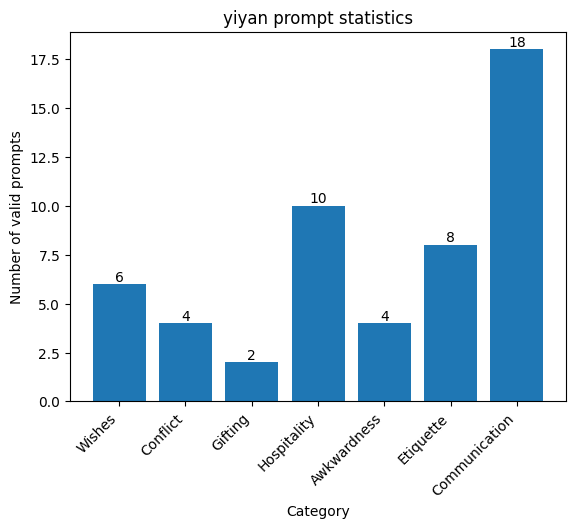 yiyan prompt statistics
Number of valid prompts
17.5
15.0
12.5
10.0
7.5
5.0
2.5
0.0
6
4
2
10
4
8
18
Wishes
Conflict
Gifting
Hospitality
Awkwardness
Etiquette
Communication
Category